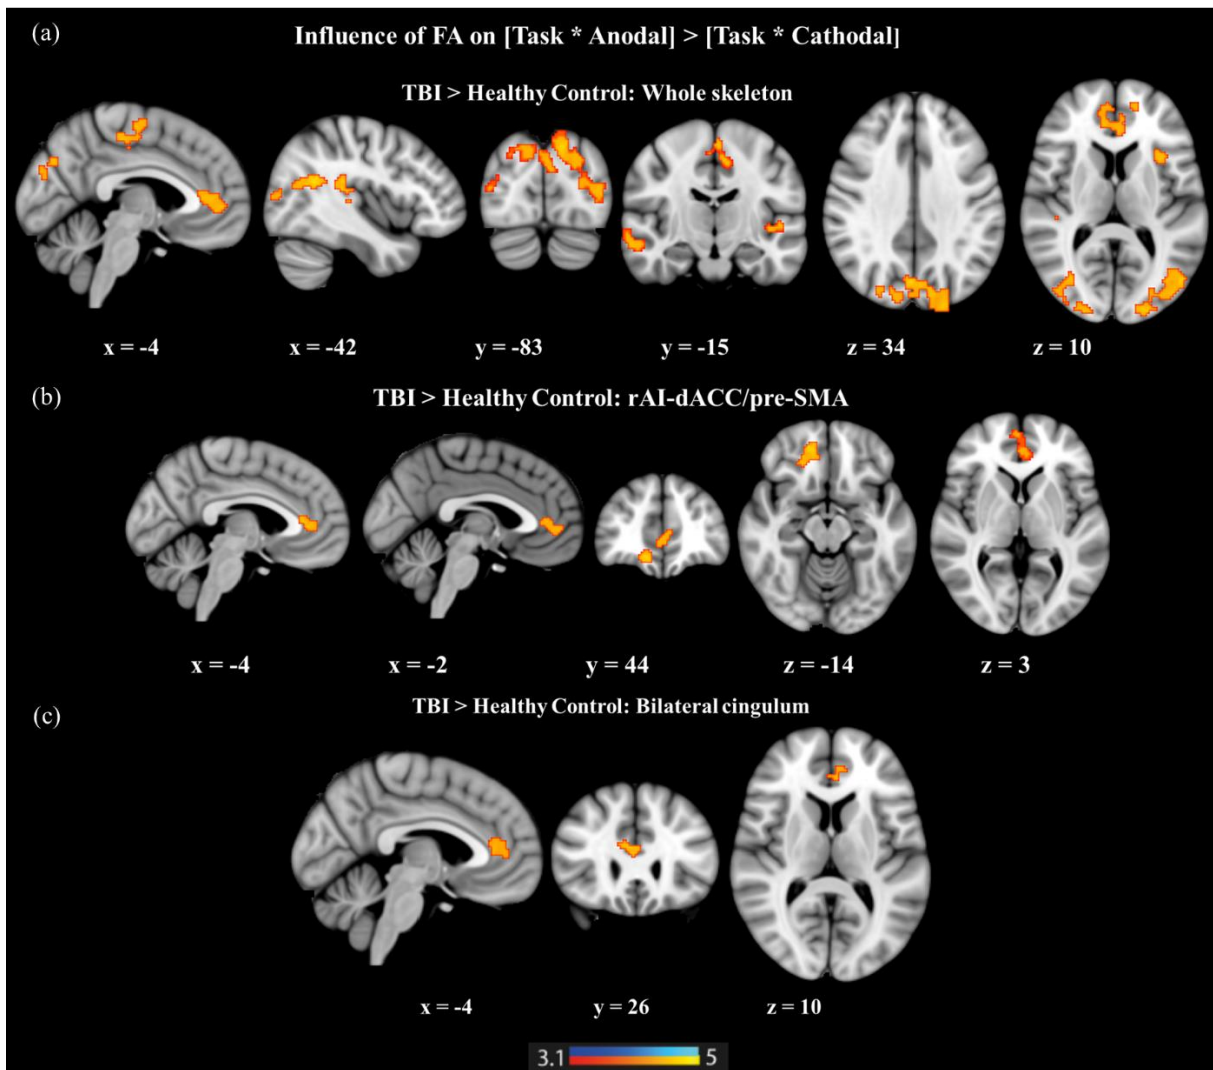 (a)
Influence of FA on [Task * Anodal] > [Task * Cathodal]
TBI > Healthy Control: Whole skeleton
x = -4 x = -42 y = -83 y = -15 z = 34 z = 10
(b)
TBI > Healthy Control: rAI-dACC/pre-SMA
x = -4 x = -2 y = 44 z = -14 z = 3
(c)
TBI > Healthy Control: Bilateral cingulum
x = -4 y = 26 z = 10
3.1 5